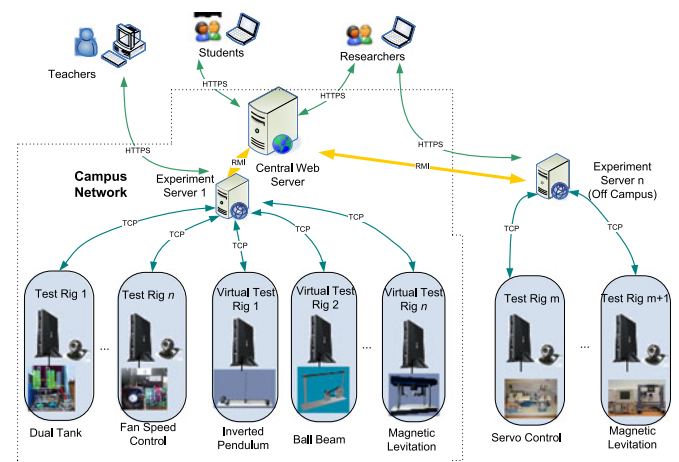 Teachers
Students
Researchers
HTTPS
HTTPS
HTTPS
HTTPS
Campus
Network
Experiment
Server 1
RMI
Central Web
Server
RMI
Experiment
Server n
(Off Campus)
TCP
TCP
TCP
TCP
TCP
TCP
TCP
Test Rig 1
...
Test Rig n
Virtual Test
Rig 1
Virtual Test
Rig 2
...
Virtual Test
Rig n
Test Rig m
...
Test Rig m+1
Dual Tank
Fan Speed
Control
Inverted
Pendulum
Ball Beam
Magnetic
Levitation
Servo Control
Magnetic
Levitation